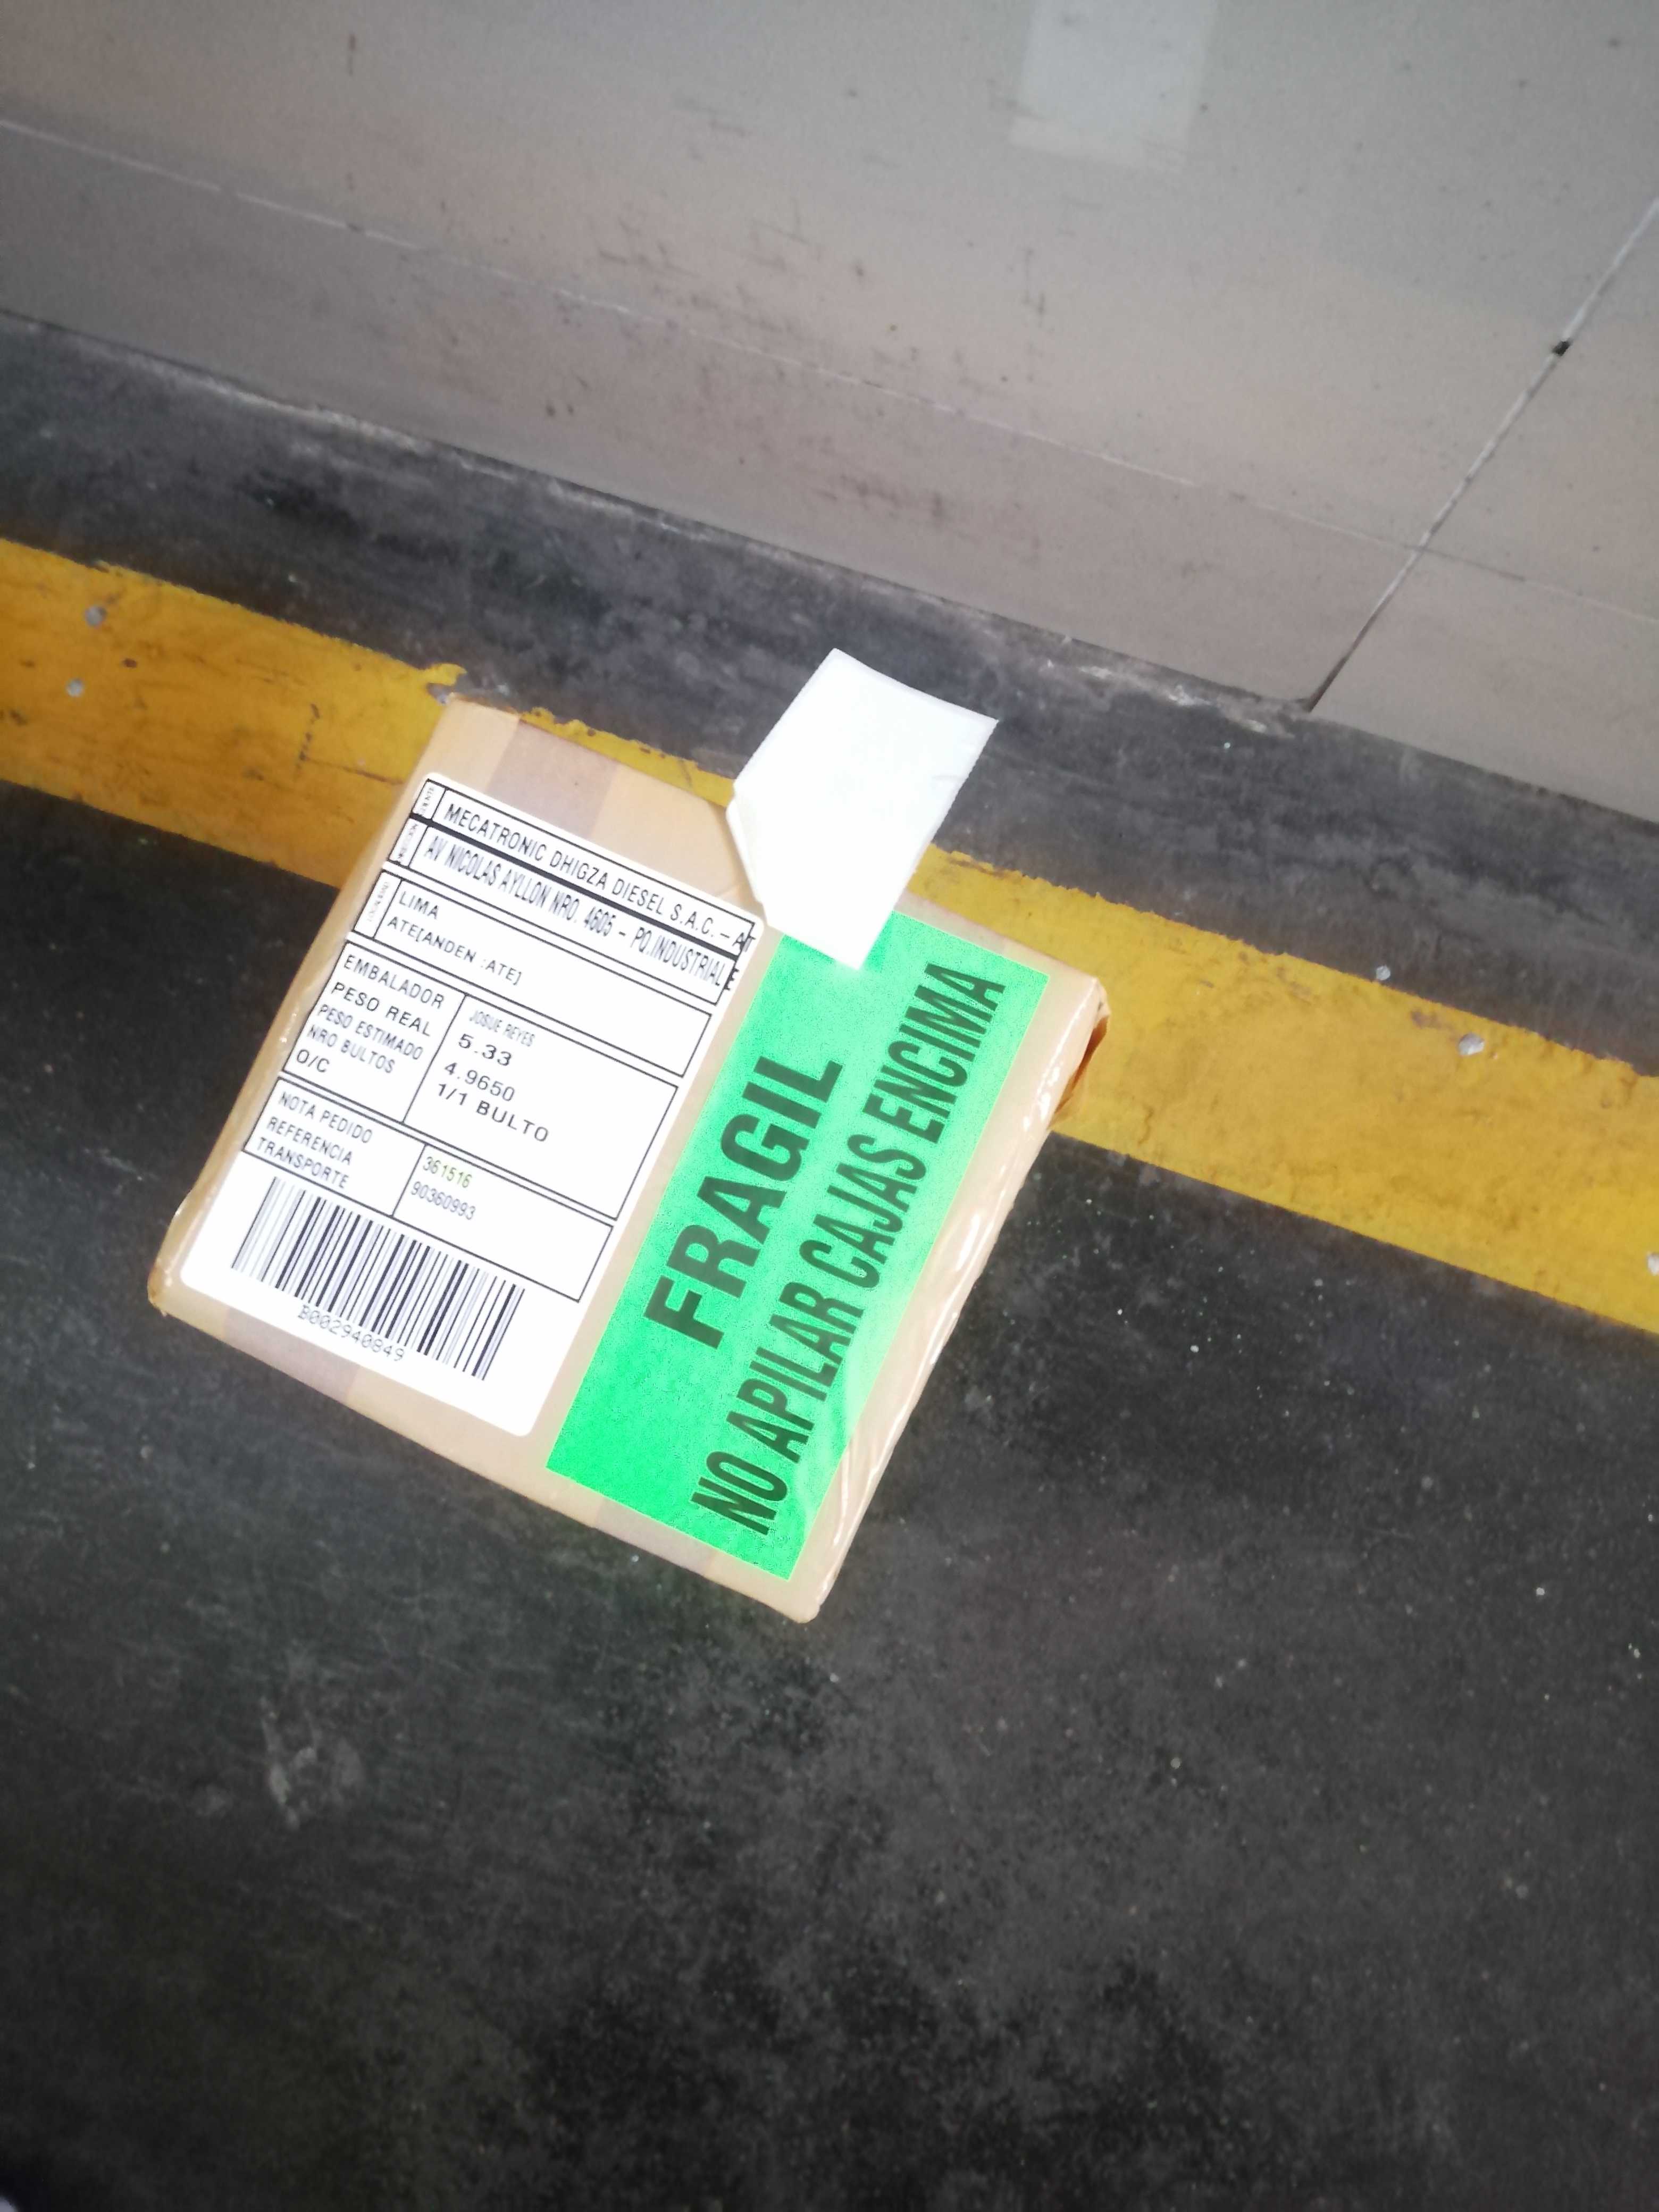 CLIENTE
MECATRONIC DHIGZA DIESEL S.A.C. - AT
AV NICOLAS AYLLON NRO. 4605 - PQ.INDUSTRIAL E
LIMA
ATE[ANDEN :ATE]
EMBALADOR JOSUE REYES
PESO REAL 5.33
PESO ESTIMADO 4.9650
NRO BULTOS 1/1 BULTO
O/C
NOTA PEDIDO 361516
REFERENCIA 90360993
TRANSPORTE
B002940849
FRAGIL
NO APILAR CAJAS ENCIMA